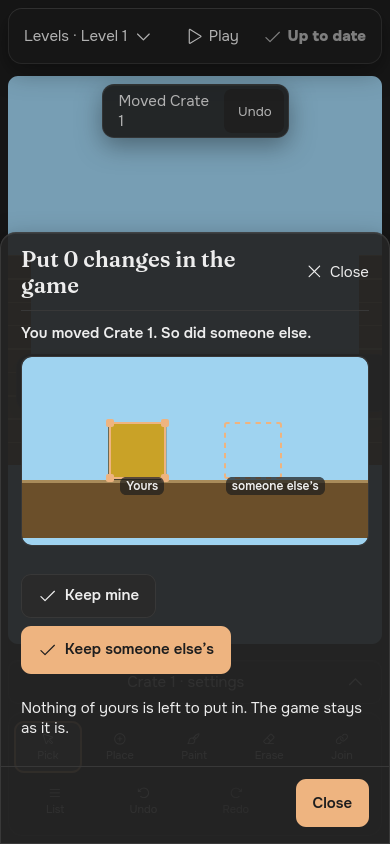 Levels · Level 1
Play
Up to date
Moved Crate
1
Undo
Put 0 changes in the
game
Close
You moved Crate 1. So did someone else.
Yours
someone else's
Keep mine
Keep someone else’s
Crate 1 · settings
Nothing of yours is left to put in. The game stays
as it is.
Pick
Place
Paint
Erase
Join
List
Undo
Redo
Close